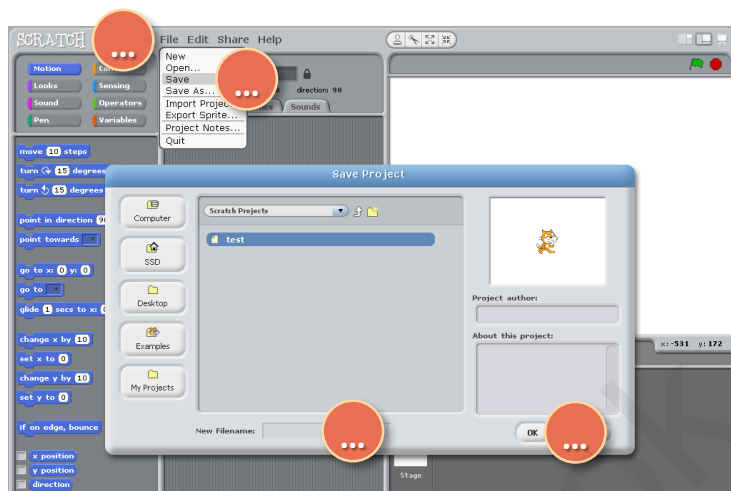 SCRATCH
File Edit Share Help
New
Open...
Save
Save As...
Export Sprite...
Project Notes...
Quit
...
...
direction: 90
Sounds
Motion
Looks
Sensing
Sound
Operators
Pen
Variables
move 10 steps
turn 15 degrees
turn 15 degrees
point in direction
point towards
go to x: 0 y: 0
go to
glide 1 secs to x:
change x by 10
set x to 0
change y by 10
set y to 0
if on edge, bounce
x position
y position
direction
Save Project
Computer
SSD
Desktop
Examples
My Projects
Scratch Projects
test
Project author:
About this project:
New Filename:
...
OK
...
x: -531 y: 172
Stage